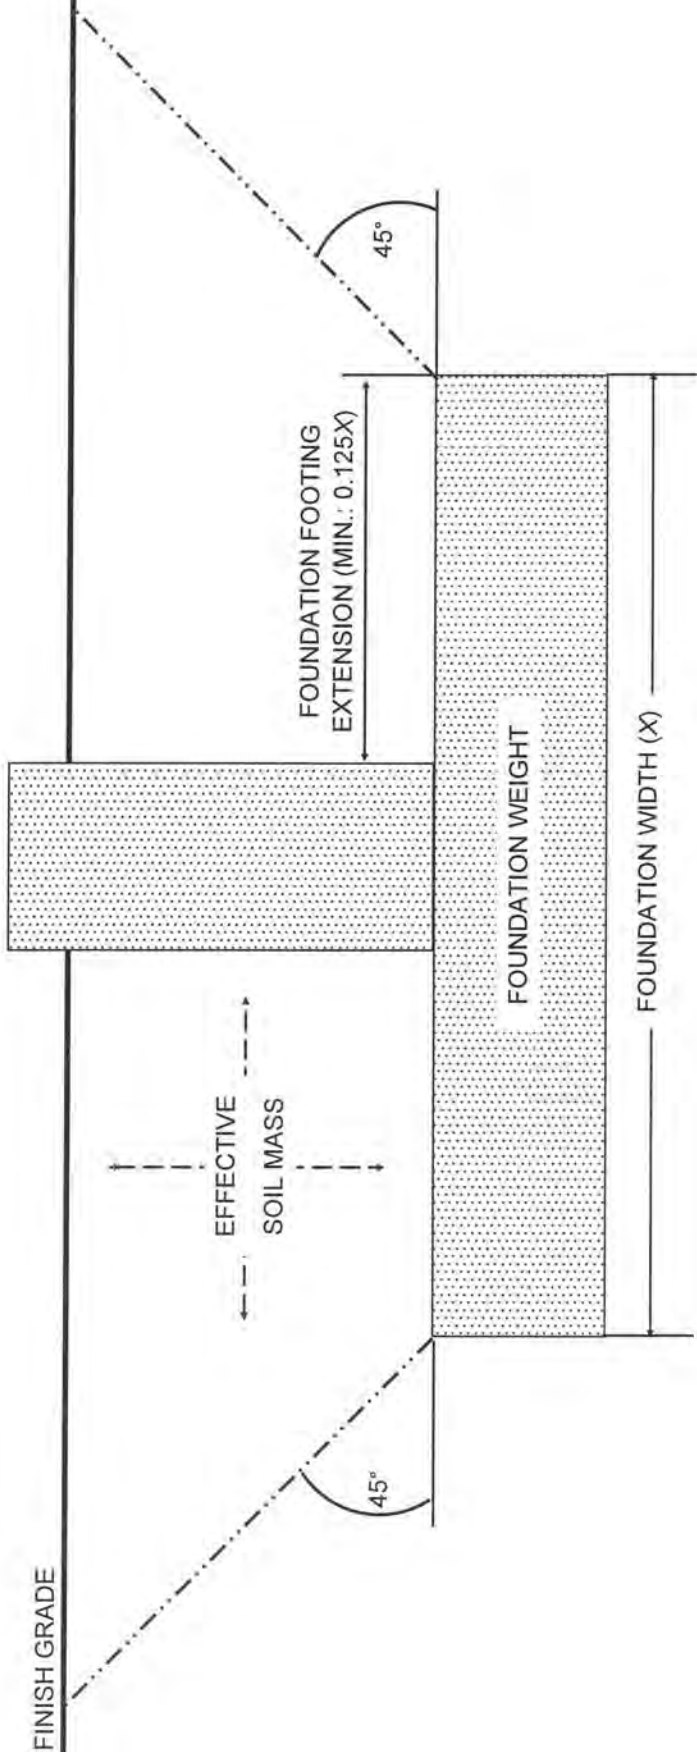 FINISH GRADE
45°
EFFECTIVE
SOIL MASS
FOUNDATION FOOTING
EXTENSION (MIN.: 0.125X)
45°
FOUNDATION WEIGHT
FOUNDATION WIDTH (X)